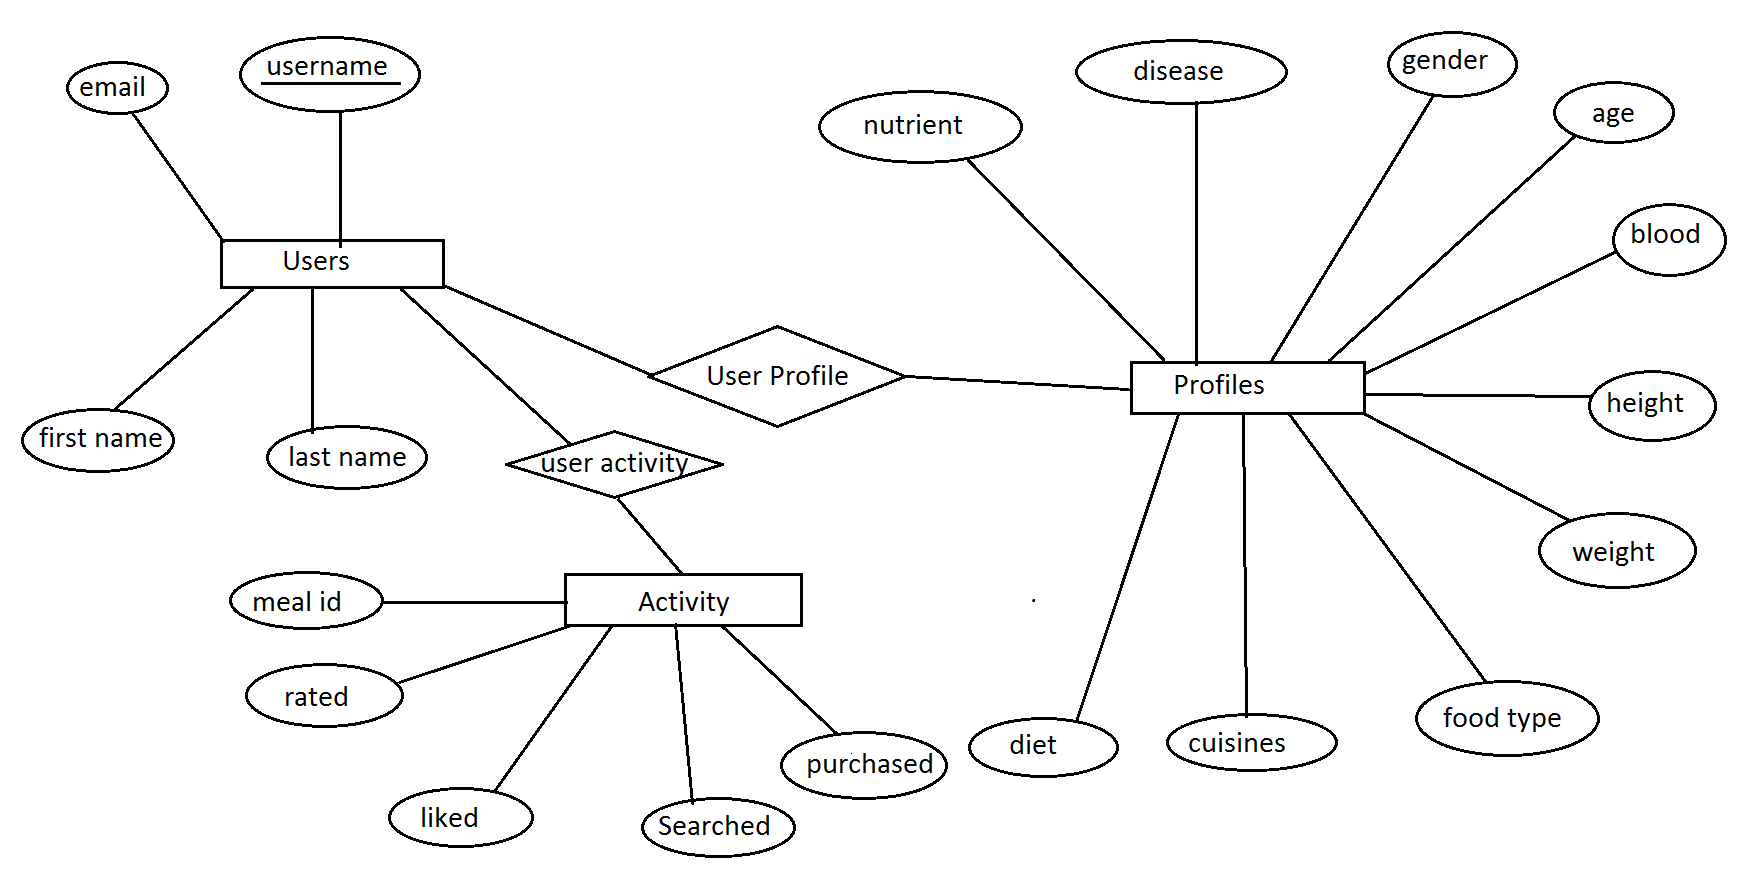 email
username
disease
gender
nutrient
age
blood
Users
User Profile
Profiles
height
first name
last name
user activity
weight
meal id
Activity
rated
food type
diet
cuisines
purchased
liked
Searched